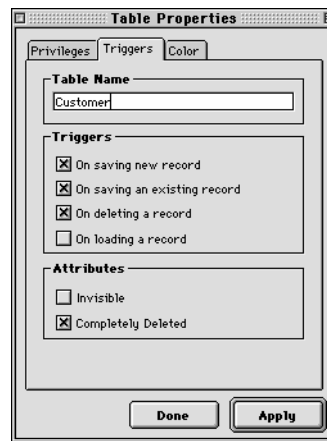 Table Properties
Privileges Triggers Color
Table Name
Customer
Triggers
On saving new record
On saving an existing record
On deleting a record
On loading a record
Attributes
Invisible
Completely Deleted
Done Apply